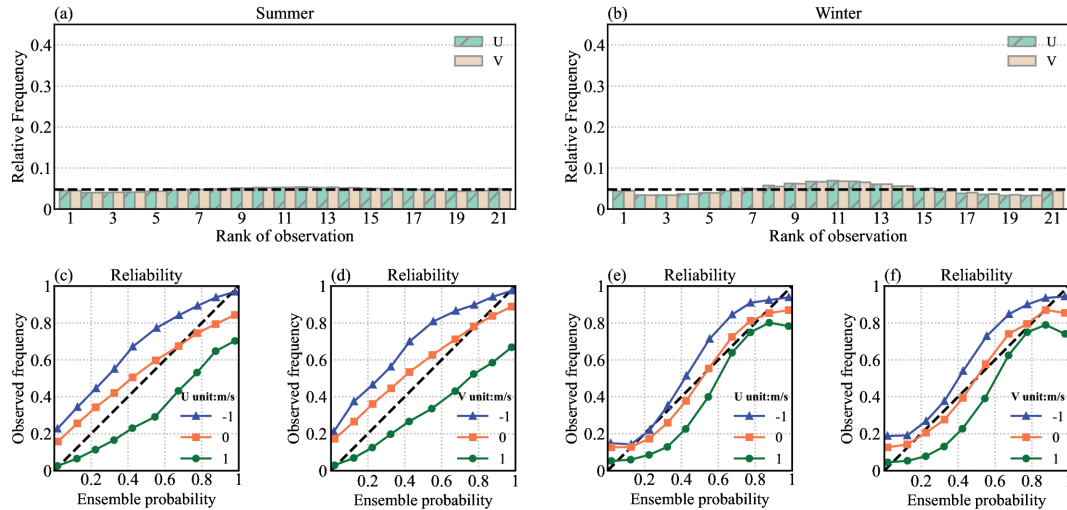 (a) Summer
0.4
0.3
0.2
0.1
0
Relative Frequency
U
V
1 3 5 7 9 11 13 15 17 19 21
Rank of observation
(b) Winter
0.4
0.3
0.2
0.1
0
Relative Frequency
U
V
1 3 5 7 9 11 13 15 17 19 21
Rank of observation
(c) Reliability
1
0.8
0.6
0.4
0.2
0
Observed frequency
U unit:m/s
-1
0
1
0.2 0.4 0.6 0.8 1
Ensemble probability
(d) Reliability
1
0.8
0.6
0.4
0.2
0
V unit:m/s
-1
0
1
0.2 0.4 0.6 0.8 1
Ensemble probability
(e) Reliability
1
0.8
0.6
0.4
0.2
0
Observed frequency
U unit:m/s
-1
0
1
0.2 0.4 0.6 0.8 1
Ensemble probability
(f) Reliability
1
0.8
0.6
0.4
0.2
0
V unit:m/s
-1
0
1
0.2 0.4 0.6 0.8 1
Ensemble probability